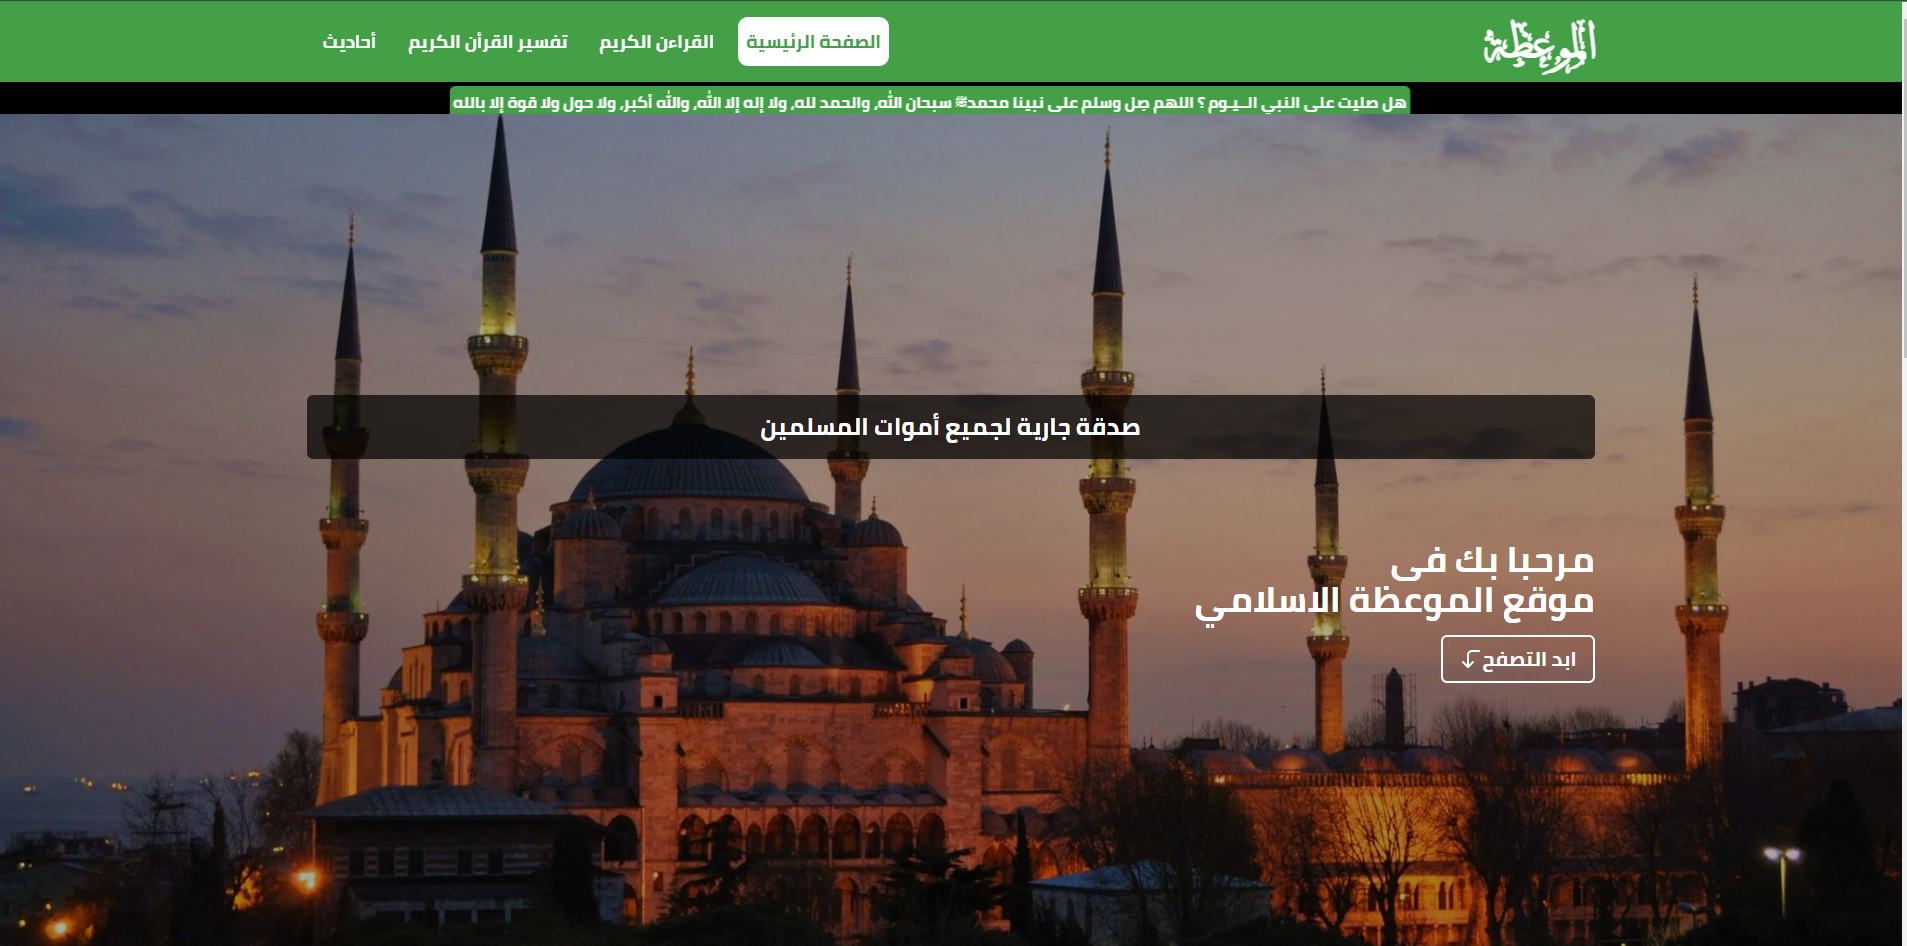 الموعظة
الصفحة الرئيسية
القراءن الكريم
تفسير القرأن الكريم
أحاديث
هل صليت على النبي الــيـوم ؟ اللهم صِل وسلم على نبينا محمدﷺ سبحان الله، والحمد لله، ولا إله إلا الله، والله أكبر، ولا حول ولا قوة إلا بالله
صدقة جارية لجميع أموات المسلمين
مرحبا بك فى
موقع الموعظة الاسلامي
ابد التصفح